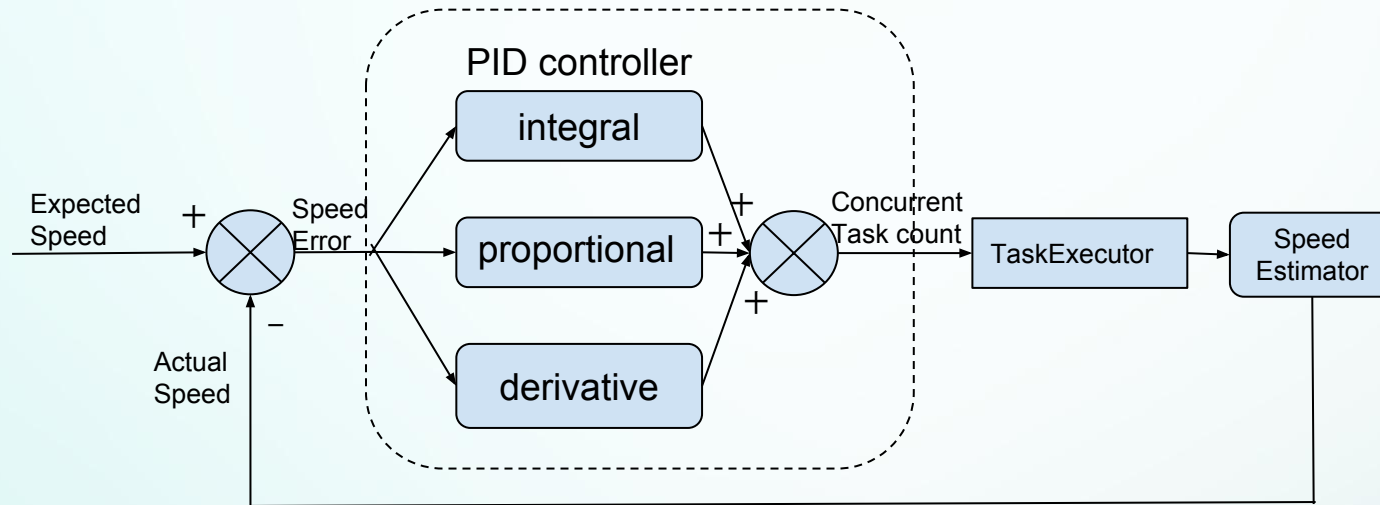 PID controller
integral
Expected
Speed
+
Speed
Error
proportional
+
+
+
Concurrent
Task count
TaskExecutor
Speed
Estimator
-
Actual
Speed
derivative